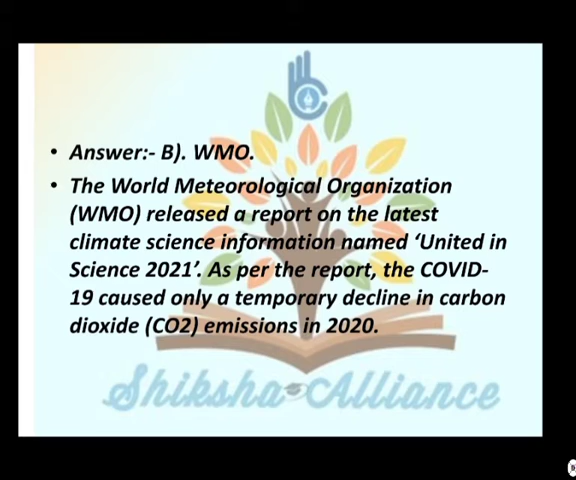 • Answer:- B). WMO.
• The World Meteorological Organization
(WMO) released a report on the latest
climate science information named ‘United in
Science 2021’. As per the report, the COVID-
19 caused only a temporary decline in carbon
dioxide (CO2) emissions in 2020.
Shiksha Alliance